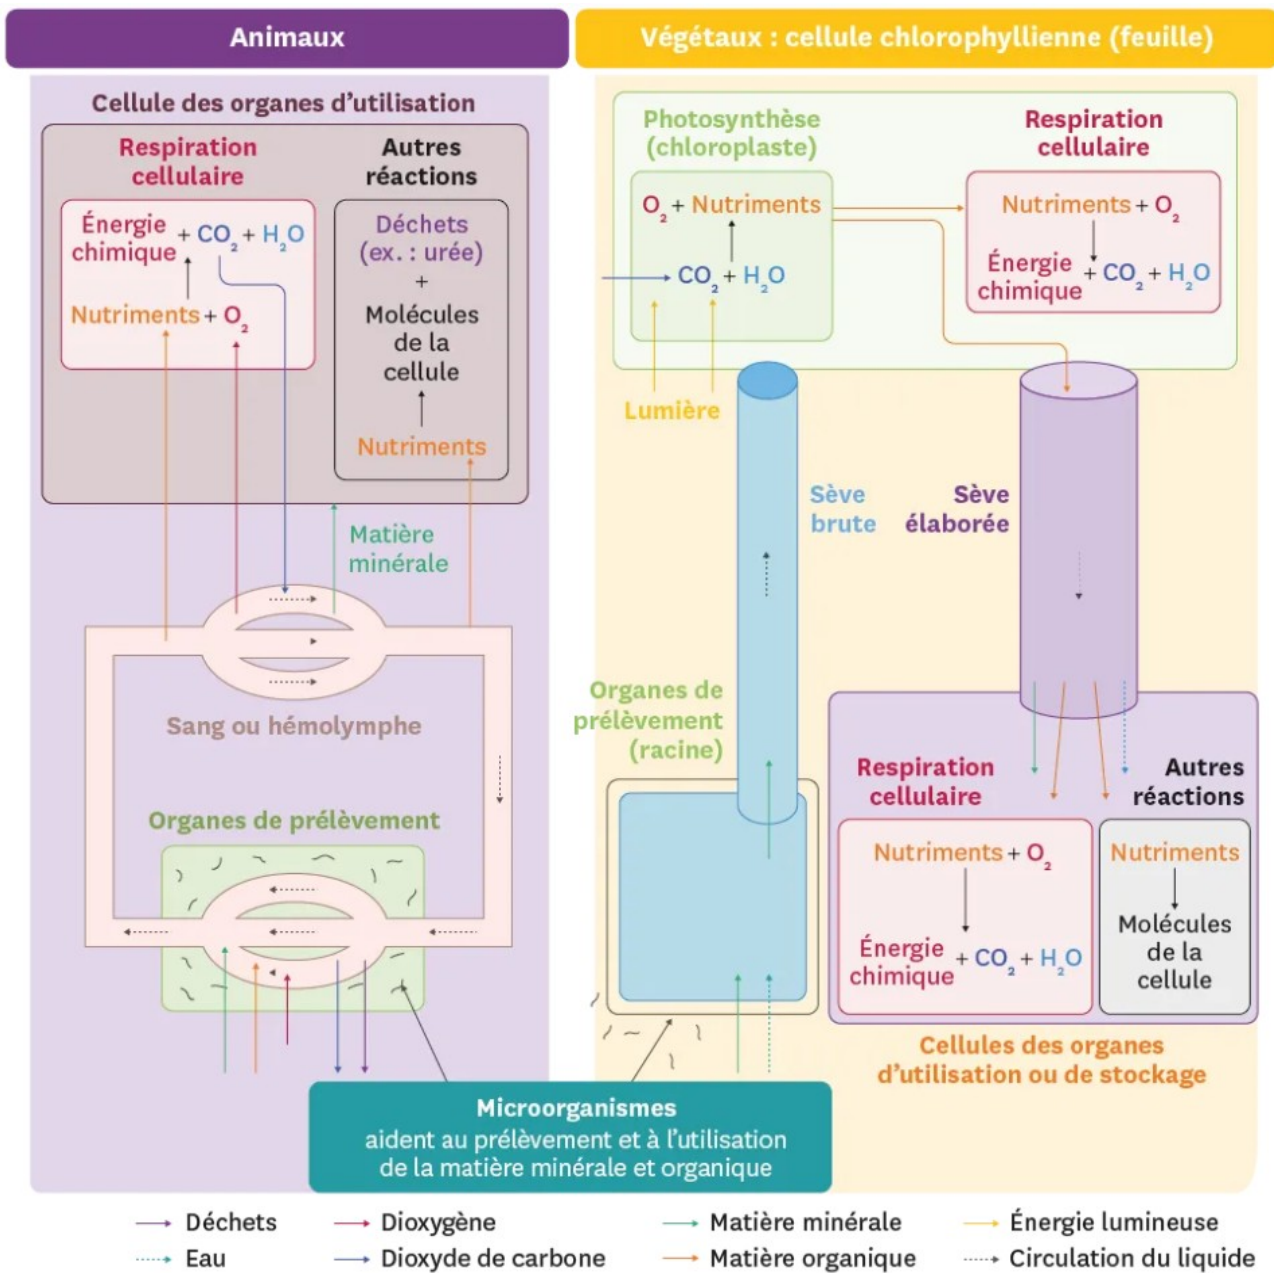 Animaux
Végétaux : cellule chlorophyllienne (feuille)
Cellule des organes d'utilisation
Respiration
cellulaire
Énergie
chimique + CO₂ + H₂O
Nutriments + O₂
Autres
réactions
Déchets
(ex. : urée)
+
Molécules
de la
cellule
Nutriments
Matière
minérale
Sang ou hémolymphe
Organes de prélèvement
Photosynthèse
(chloroplaste)
O₂ + Nutriments
CO₂ + H₂O
Lumière
Respiration
cellulaire
Nutriments + O₂
Énergie
chimique + CO₂ + H₂O
Sève
brute
Sève
élaborée
Organes de
prélèvement
(racine)
Respiration
cellulaire
Nutriments + O₂
Énergie
chimique + CO₂ + H₂O
Autres
réactions
Nutriments
Molécules
de la
cellule
Cellules des organes
d'utilisation ou de stockage
Microorganismes
aident au prélèvement et à l'utilisation
de la matière minérale et organique
Déchets
Dioxygène
Matière minérale
Énergie lumineuse
Eau
Dioxyde de carbone
Matière organique
Circulation du liquide